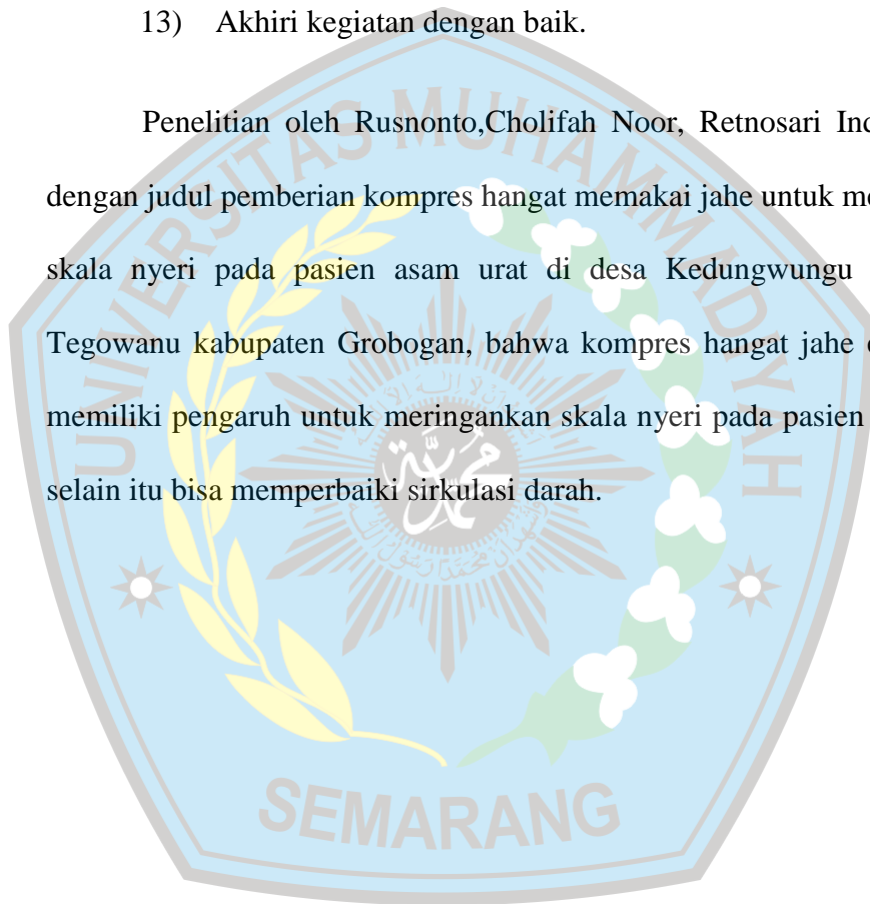 13) Akhiri kegiatan dengan baik.
Penelitian oleh Rusnonto,Cholifah Noor, Retnosari
dengan judul pemberian kompres hangat memakai jahe untuk
skala nyeri pada pasien asam urat di desa Kedungwungu
Tegowanu kabupaten Grobogan, bahwa kompres hangat jahe
memiliki pengaruh untuk meringankan skala nyeri pada pasien
selain itu bisa memperbaiki sirkulasi darah.
UNIVERSITAS MUHAMMADIYAH
SEMARANG